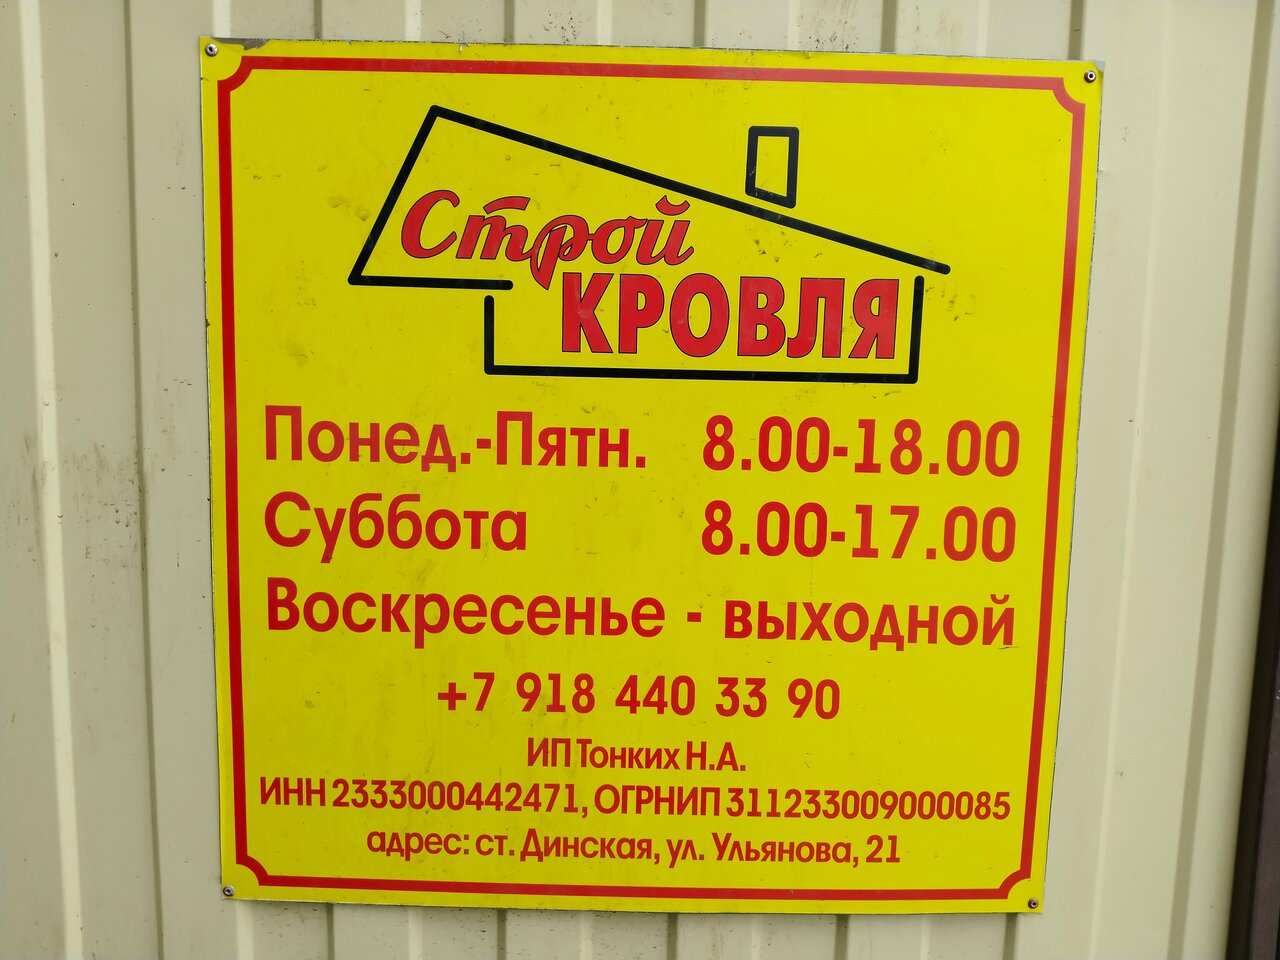 Строй
КРОВЛЯ
Понед.-Пятн. 8.00-18.00
Суббота 8.00-17.00
Воскресенье - выходной
+7 918 440 33 90
ИП Тонких Н.А.
ИНН 2333000442471, ОГРНИП 311233009000085
адрес: ст. Динская, ул. Ульянова, 21